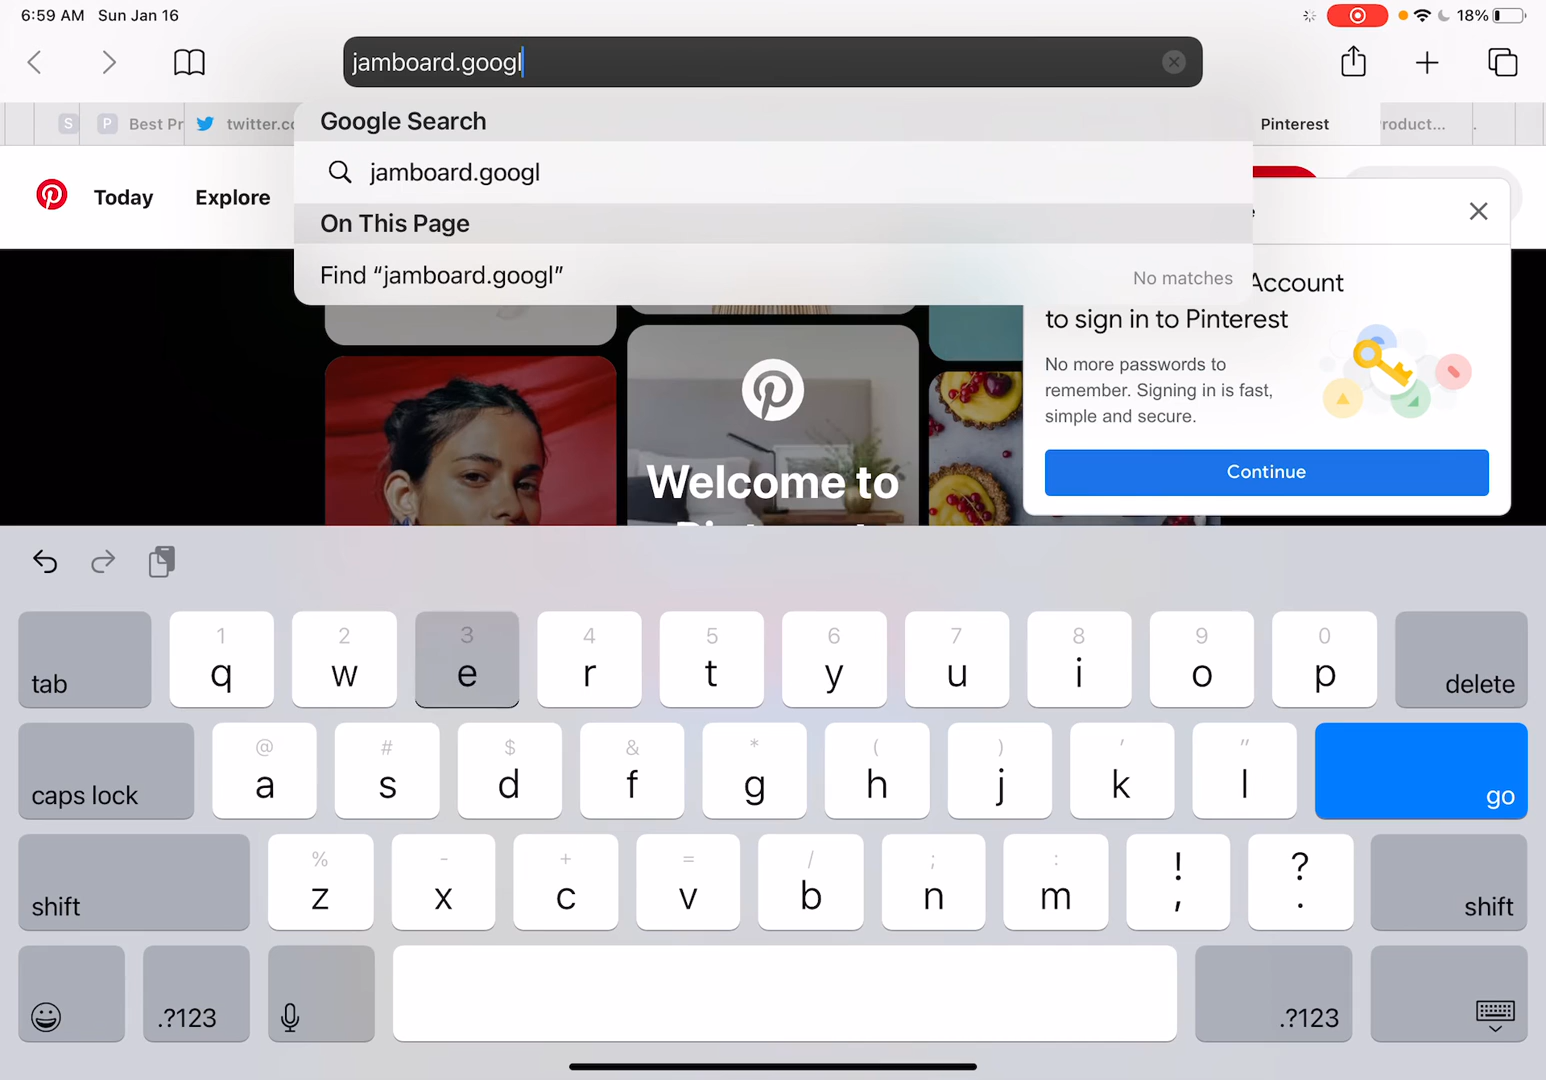 6:59 AM Sun Jan 16
18%
jamboard.googl
S
P Best Pr
twitter.co
Pinterest
roduct...
Google Search
jamboard.googl
On This Page
Find “jamboard.googl”
No matches
Today
Explore
Account
to sign in to Pinterest
No more passwords to
remember. Signing in is fast,
simple and secure.
Continue
Welcome to
tab
1 2 3 4 5 6 7 8 9 0
q w e r t y u i o p
delete
caps lock
@ # $ & * ( ) ' "
a s d f g h j k l
go
shift
% - + = / ; : ! ?
z x c v b n m , .
shift
.?123
.?123